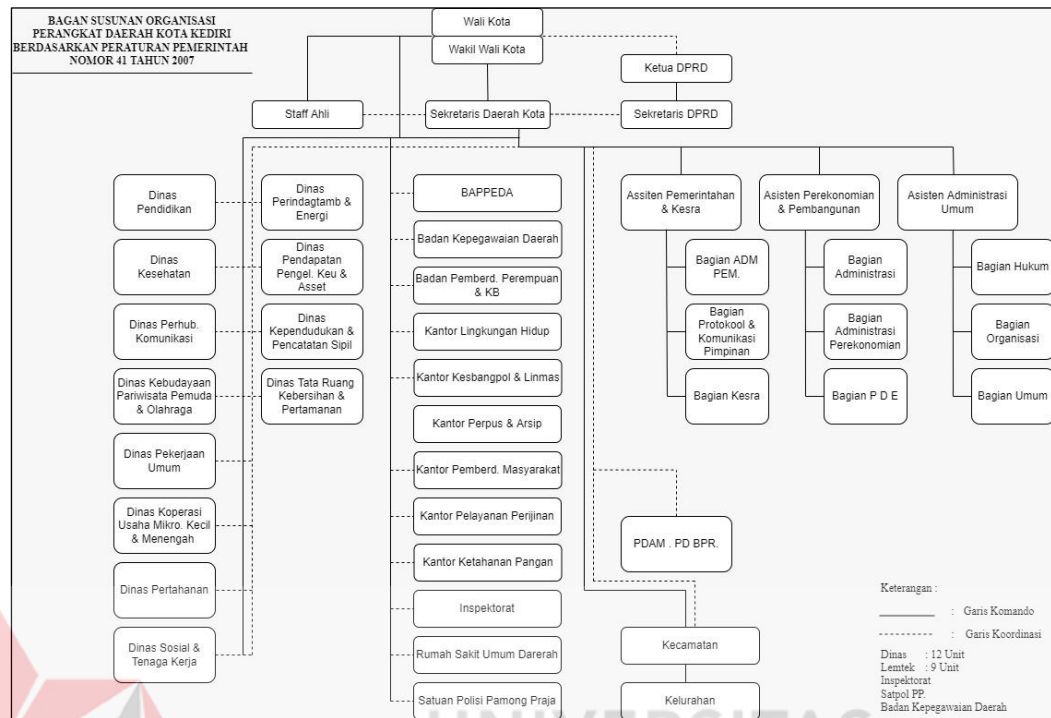 BAGAN SUSUNAN ORGANISASI
PERANGKAT DAERAH KOTA KEDIRI
BERDASARKAN PERATURAN PEMERINTAH
NOMOR 41 TAHUN 2007
Wali Kota
Wakil Wali Kota
Ketua DPRD
Staff Ahli
Sekretaris Daerah Kota
Sekretaris DPRD
Dinas
Pendidikan
Dinas
Kesehatan
Dinas Perhub.
Komunikasi
Dinas Kebudayaan
Pariwisata Pemuda
& Olahraga
Dinas Pekerjaan
Umum
Dinas Koperasi
Usaha Mikro. Kecil
& Menengah
Dinas Pertahanan
Dinas Sosial &
Tenaga Kerja
Dinas
Perindagtamb &
Energi
Dinas
Pendapatan
Pengel. Keu &
Asset
Dinas
Kependudukan &
Pencatatan Sipil
Dinas Tata Ruang
Kebersihan &
Pertamanan
BAPPEDA
Badan Kepegawaian Daerah
Badan Pemberd. Perempuan
& KB
Kantor Lingkungan Hidup
Kantor Kesbangpol & Linmas
Kantor Perpus & Arsip
Kantor Pemberd. Masyarakat
Kantor Pelayanan Perijinan
Kantor Ketahanan Pangan
Inspektorat
Rumah Sakit Umum Darerah
Satuan Polisi Pamong Praja
Assiten Pemerintahan
& Kesra
Bagian ADM
PEM.
Bagian
Protokool &
Komunikasi
Pimpinan
Bagian Kesra
Asisten Perekonomian
& Pembangunan
Bagian
Administrasi
Bagian
Administrasi
Perekonomian
Bagian P D E
Asisten Administrasi
Umum
Bagian Hukum
Bagian
Organisasi
Bagian Umum
PDAM . PD BPR.
Kecamatan
Kelurahan
Keterangan :
: Garis Komando
: Garis Koordinasi
Dinas : 12 Unit
Lemtek : 9 Unit
Inspektorat
Satpol PP.
Badan Kepegawaian Daerah
UNIVERSITAS